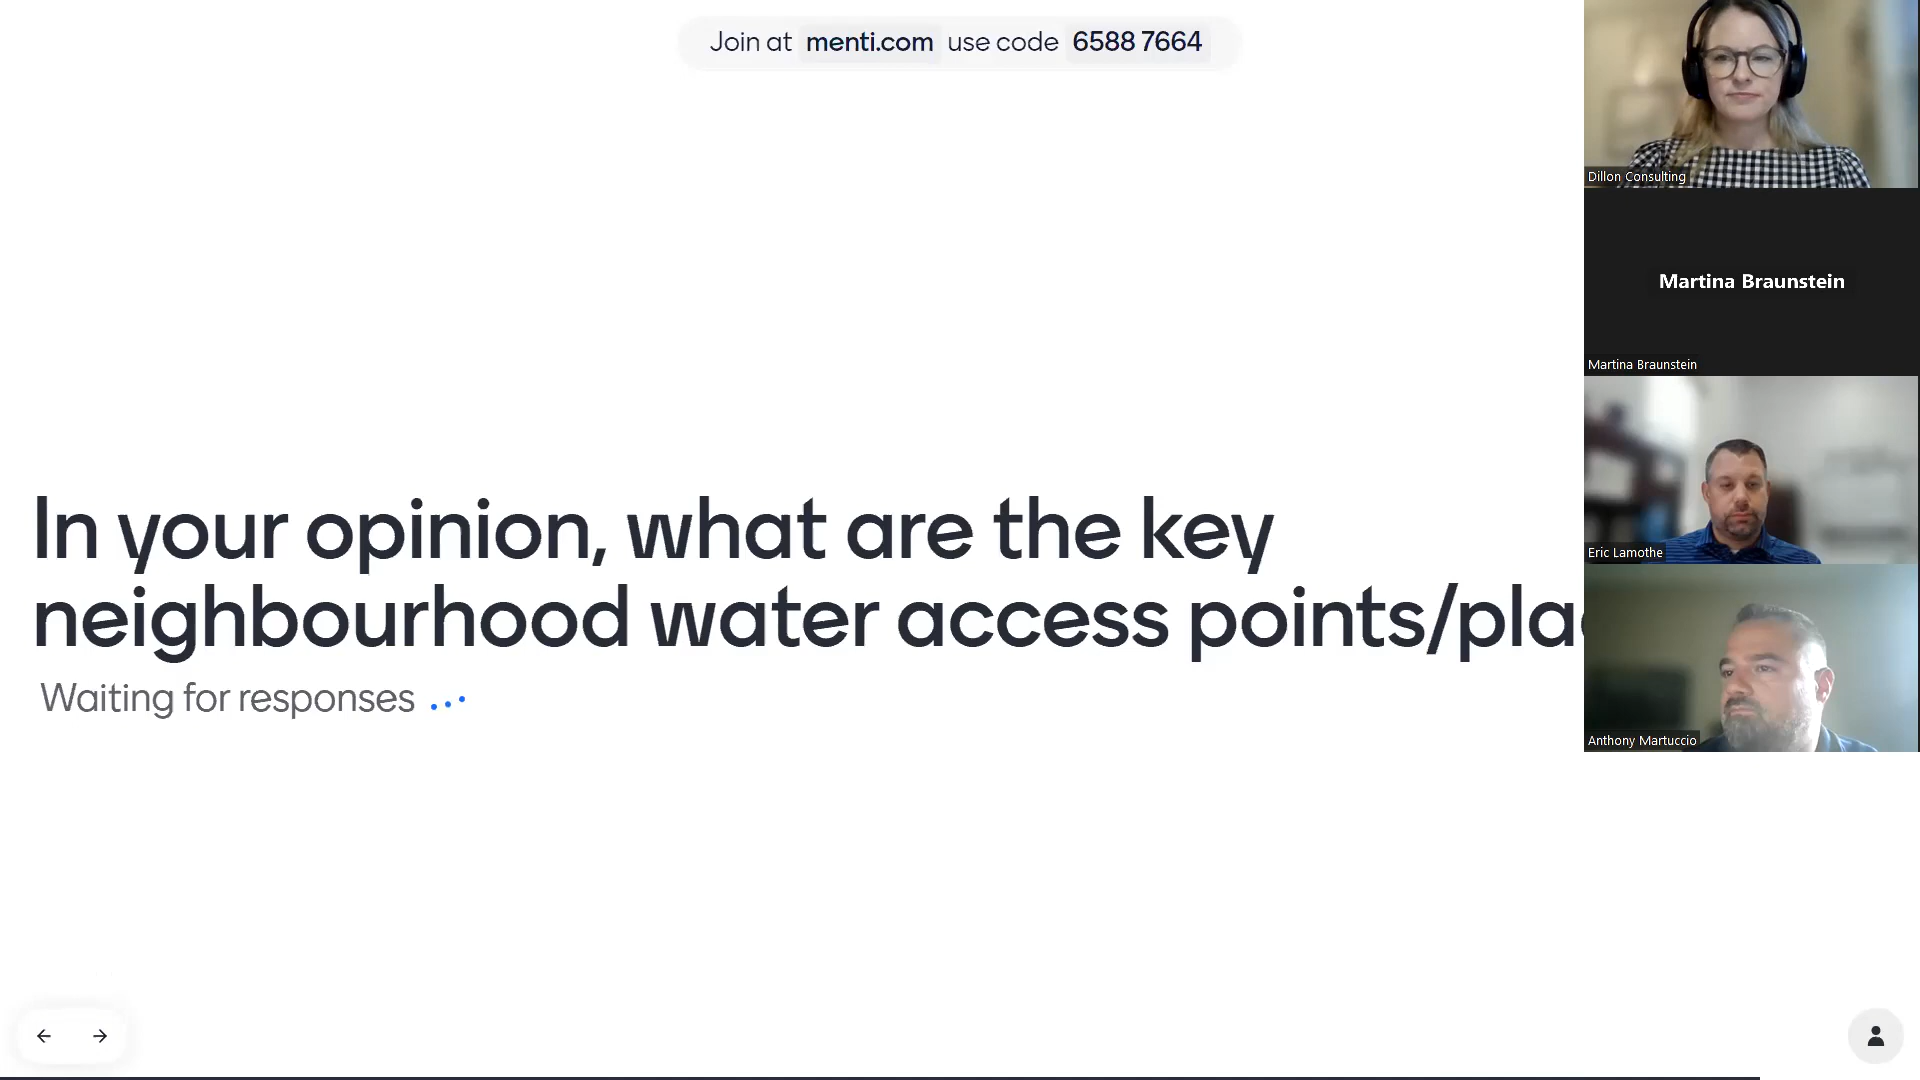 Join at menti.com use code 6588 7664
In your opinion, what are the key
neighbourhood water access points/pla
Waiting for responses
Dillon Consulting
Martina Braunstein
Martina Braunstein
Eric Lamothe
Anthony Martuccio